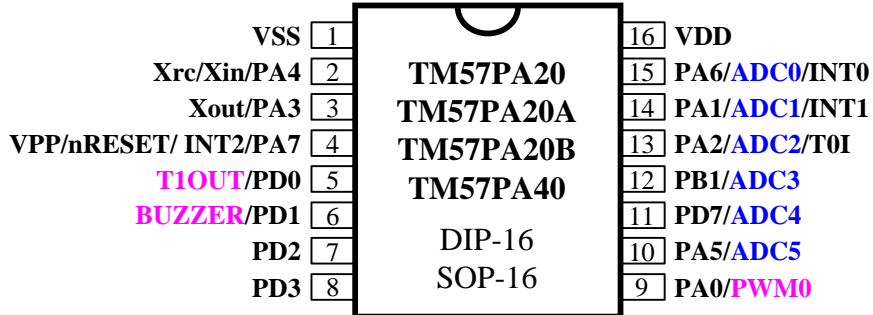 VSS 1 16 VDD
Xrc/Xin/PA4 2 TM57PA20 15 PA6/ADC0/INT0
Xout/PA3 3 TM57PA20A 14 PA1/ADC1/INT1
VPP/nRESET/ INT2/PA7 4 TM57PA20B 13 PA2/ADC2/T0I
T1OUT/PD0 5 TM57PA40 12 PB1/ADC3
BUZZER/PD1 6 11 PD7/ADC4
PD2 7 DIP-16 10 PA5/ADC5
PD3 8 SOP-16 9 PA0/PWM0